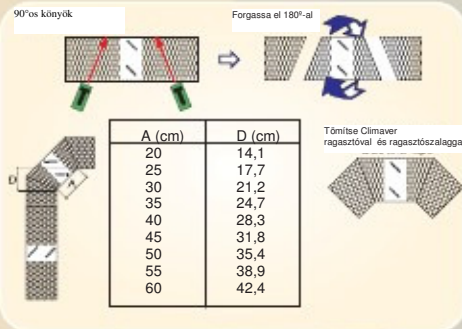 90°os könyök
Forgassa el 180º-al
A (cm) D (cm)
20 14,1
25 17,7
30 21,2
35 24,7
40 28,3
45 31,8
50 35,4
55 38,9
60 42,4
Tömítse Climaver
ragasztóval és ragasztószalagga
D
A